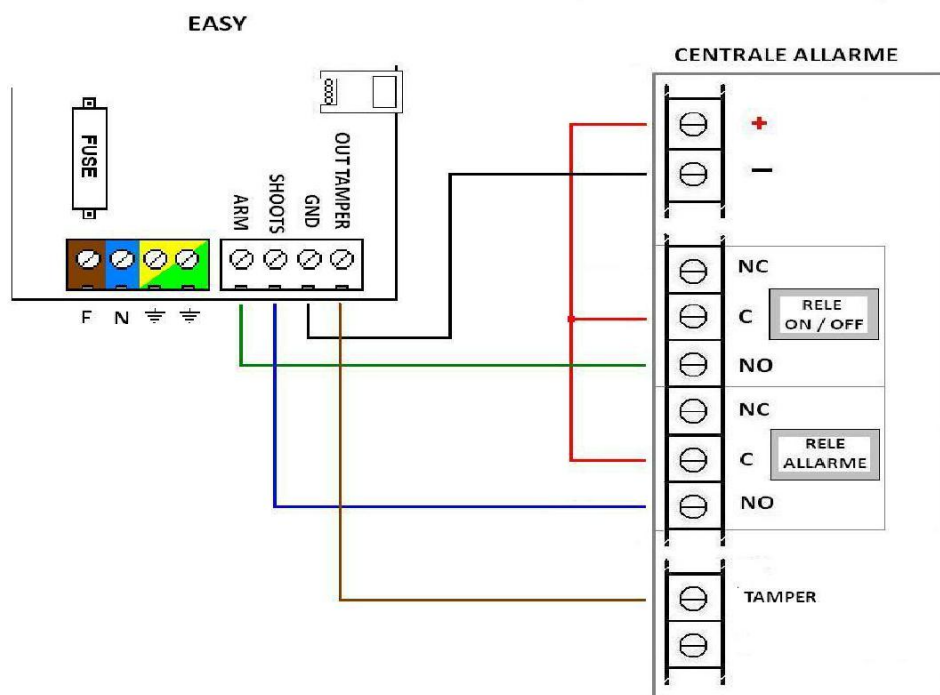 EASY
CENTRALE ALLARME
FUSE
ARM
SHOOTS
GND
OUT TAMPER
F
N
+
−
NC
C
RELE
ON / OFF
NO
NC
C
RELE
ALLARME
NO
TAMPER